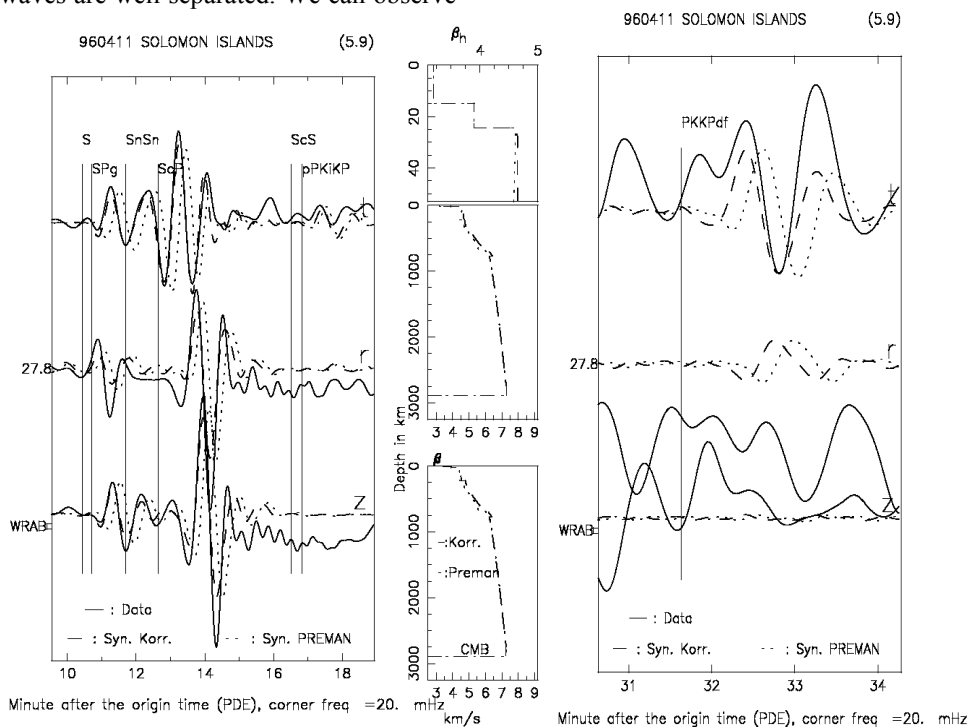 waves are well separated. We can observe
960411 SOLOMON ISLANDS (5.9)
S SnSn ScS
SPg ScP pPKiKP
t
27.8 r
WRAB Z
— : Data
— : Syn. Korr. ·· : Syn. PREMAN
10 12 14 16 18
Minute after the origin time (PDE), corner freq =20. mHz
βh
4 5
0
20
40
0
1000
2000
3000
3 4 5 6 7 8 9
Depth in km
β
0
1000
2000
3000
:Korr.
:Preman
CMB
3 4 5 6 7 8 9
km/s
960411 SOLOMON ISLANDS (5.9)
PKKPdf
t
27.8 r
WRAB Z
— : Data
— : Syn. Korr. ·· : Syn. PREMAN
31 32 33 34
Minute after the origin time (PDE), corner freq =20. mHz